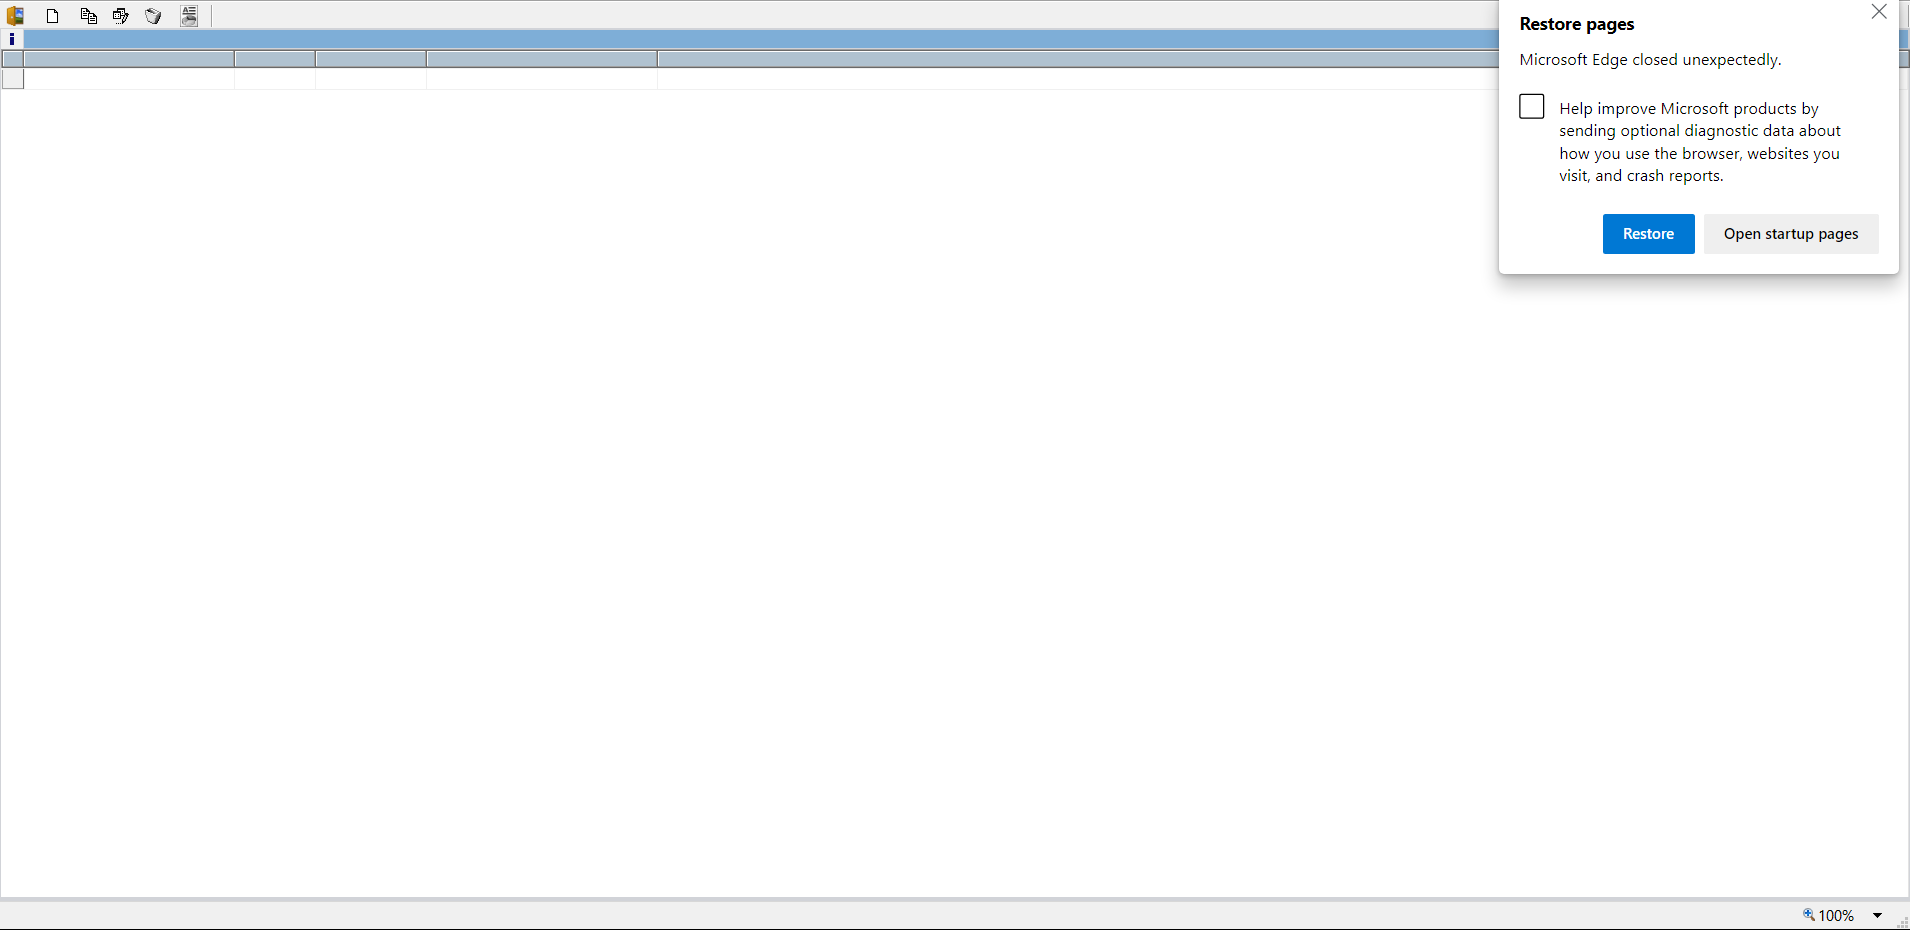 Restore pages
Microsoft Edge closed unexpectedly.
Help improve Microsoft products by
sending optional diagnostic data about
how you use the browser, websites you
visit, and crash reports.
Restore
Open startup pages
100%